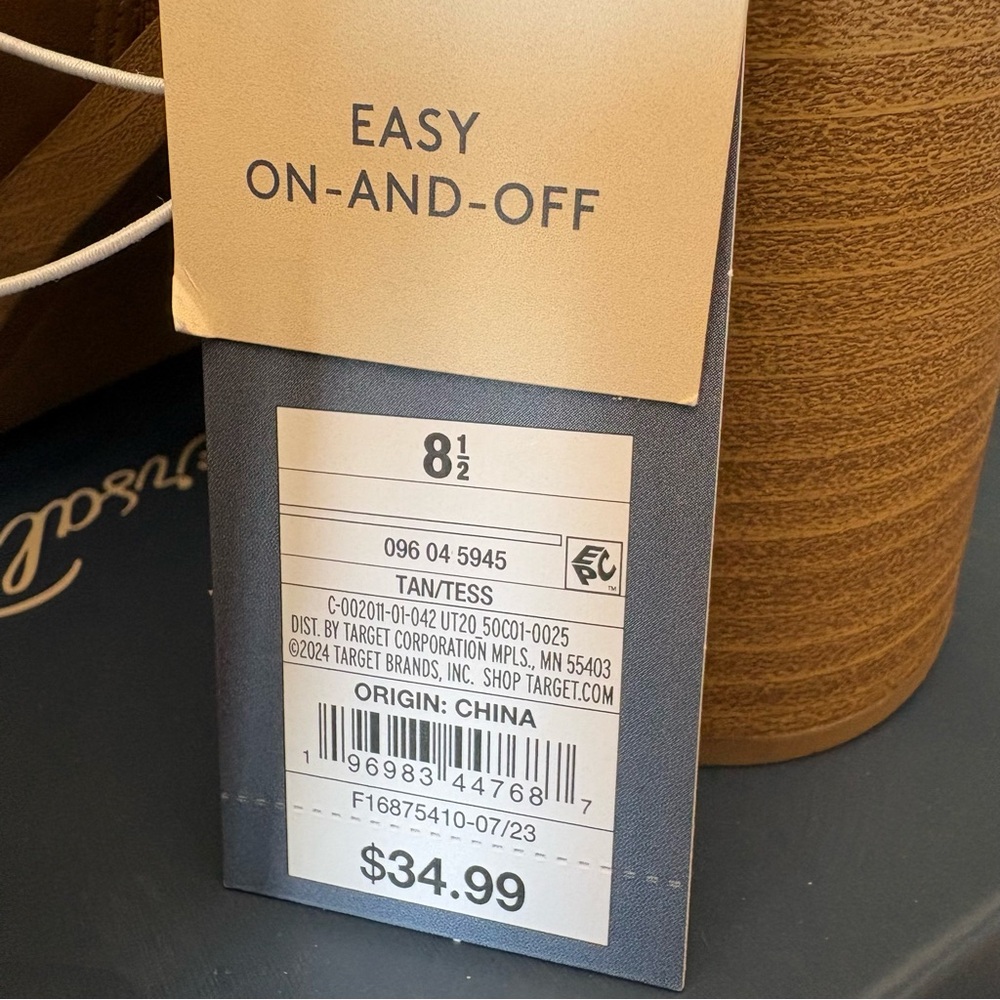 EASY
ON-AND-OFF
8½
096 04 5945
EPC
TM
TAN/TESS
C-002011-01-042 UT20_50C01-0025
DIST. BY TARGET CORPORATION MPLS., MN 55403
©2024 TARGET BRANDS, INC. SHOP TARGET.COM
ORIGIN: CHINA
1 96983 44768 7
F16875410-07/23
$34.99